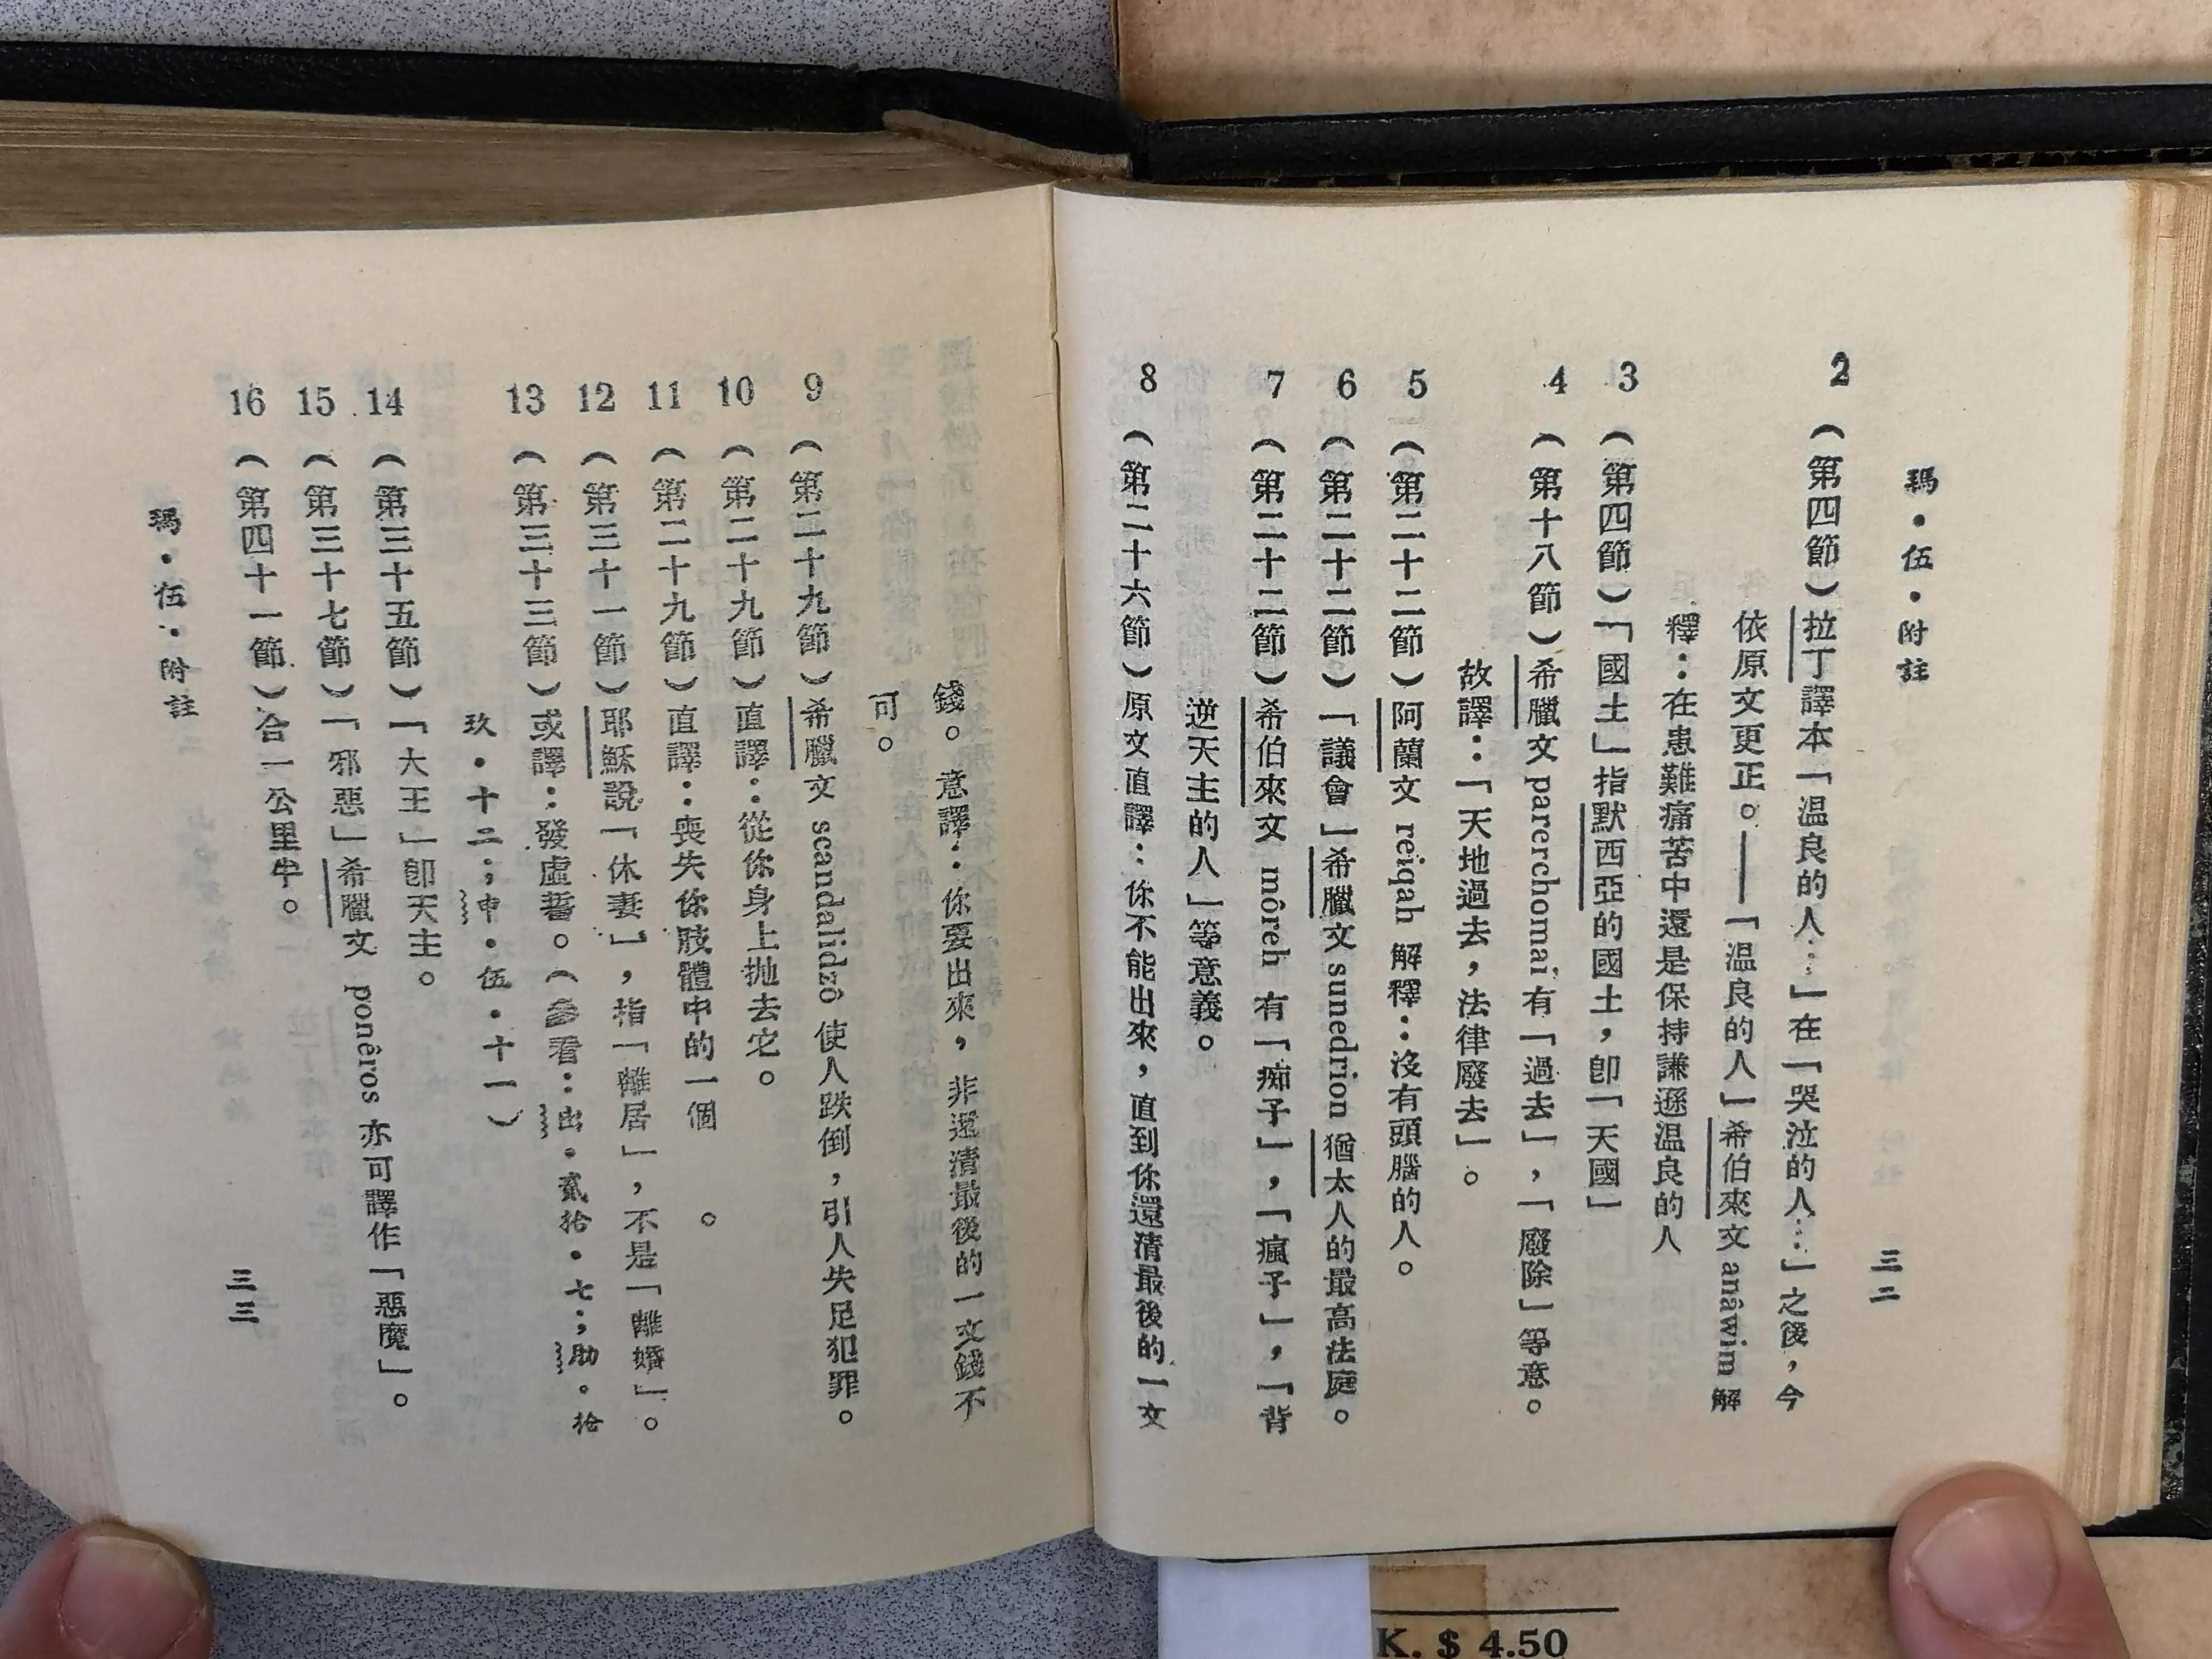 瑪・伍・附註
三二
2（第四節）拉丁譯本「温良的人…」在「哭泣的人…」之後，今
依原文更正。——「温良的人」希伯來文 anâwim 解
釋：在患難痛苦中還是保持謙遜温良的人
3（第四節）「國土」指默西亞的國土，卽「天國」
4（第十八節）希臘文 parerchomai 有「過去」，「廢除」等意。
故譯：「天地過去，法律廢去」。
5（第二十二節）阿蘭文 reiqah 解釋：沒有頭腦的人。
6（第二十二節）「議會」希臘文 sunedrion 猶太人的最高法庭。
7（第二十二節）希伯來文 môreh 有「痴子」，「瘋子」，「背
逆天主的人」等意義。
8（第二十六節）原文直譯：你不能出來，直到你還清最後的一文
錢。意譯：你要出來，非還清最後的一文錢不
可。
9（第二十九節）希臘文 scandalidzô 使人跌倒，引人失足犯罪。
10（第二十九節）直譯：從你身上抛去它。
11（第二十九節）直譯：喪失你肢體中的一個。
12（第三十一節）耶穌說「休妻」，指「離居」，不是「離婚」。
13（第三十三節）或譯：發虛誓。（參看：出・貳拾・七；肋・拾
玖・十二；申・伍・十一）
14（第三十五節）「大王」卽天主。
15（第三十七節）「邪惡」希臘文 ponêros 亦可譯作「惡魔」。
16（第四十一節）合一公里半。
瑪・伍・附註
三三
K. $ 4.50